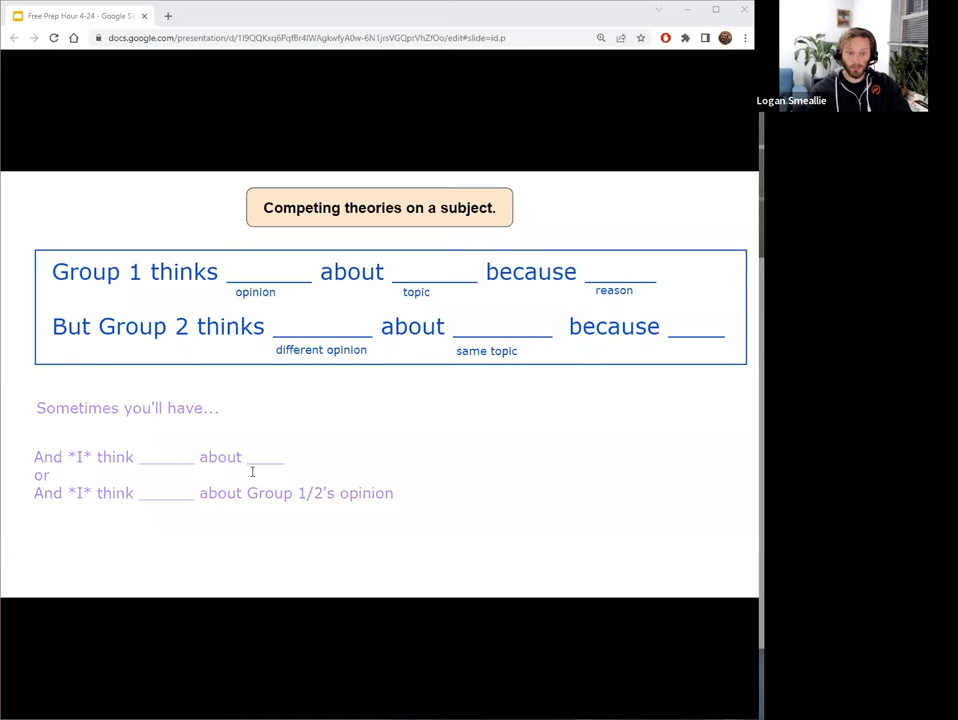 Free Prep Hour 4-24 - Google Sli
docs.google.com/presentation/d/1I9QQKxq6PqfBr4lWAgkwfyA0w-6N1jrsVGQprVhZfOo/edit#slide=id.p
Logan Smeallie
Competing theories on a subject.
Group 1 thinks _______ about _______ because ______
opinion topic reason
But Group 2 thinks ________ about ________ because _____
different opinion same topic
Sometimes you'll have...
And *I* think ______ about ____
or
And *I* think ______ about Group 1/2's opinion